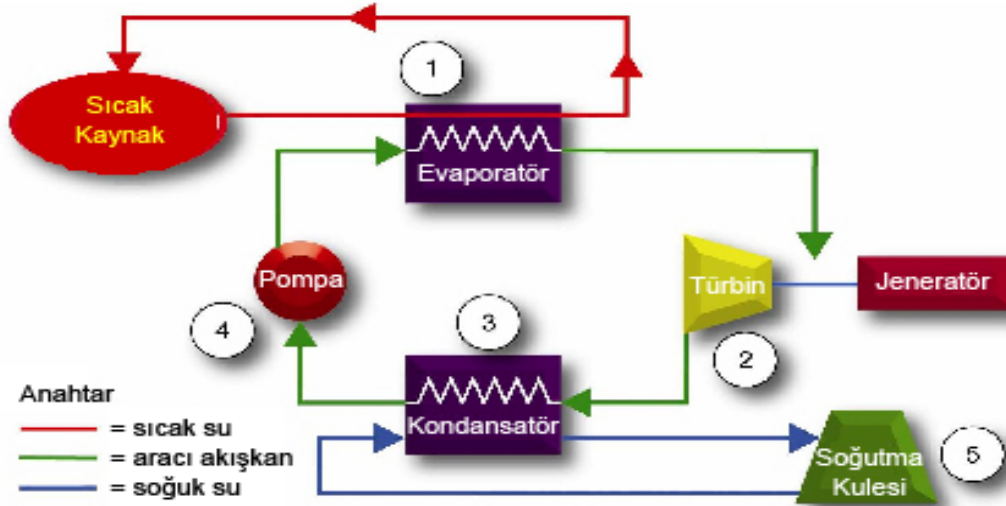 1
Sıcak
Kaynak
Evaporatör
Pompa
Türbin
Jeneratör
4
3
2
Kondansatör
Anahtar
= sıcak su
= aracı akışkan
= soğuk su
Soğutma
Kulesi
5